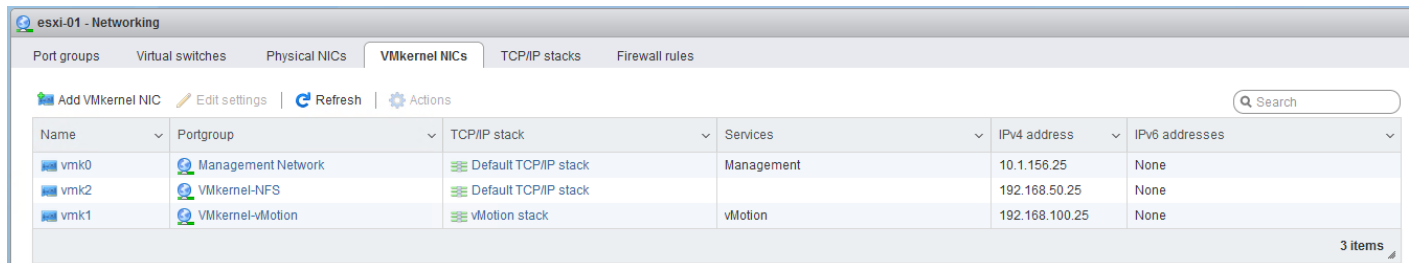 esxi-01 - Networking
Port groups Virtual switches Physical NICs VMkernel NICs TCP/IP stacks Firewall rules
Add VMkernel NIC Edit settings Refresh Actions Search
Name Portgroup TCP/IP stack Services IPv4 address IPv6 addresses
vmk0 Management Network Default TCP/IP stack Management 10.1.156.25 None
vmk2 VMkernel-NFS Default TCP/IP stack 192.168.50.25 None
vmk1 VMkernel-vMotion vMotion stack vMotion 192.168.100.25 None
3 items